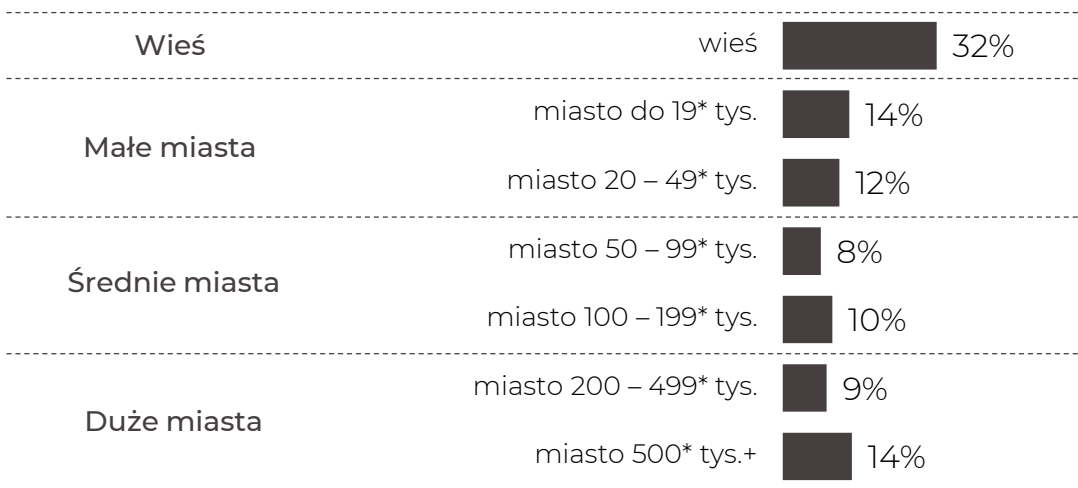 Wieś
wieś 32%
Małe miasta
miasto do 19* tys. 14%
miasto 20 – 49* tys. 12%
Średnie miasta
miasto 50 – 99* tys. 8%
miasto 100 – 199* tys. 10%
Duże miasta
miasto 200 – 499* tys. 9%
miasto 500* tys.+ 14%